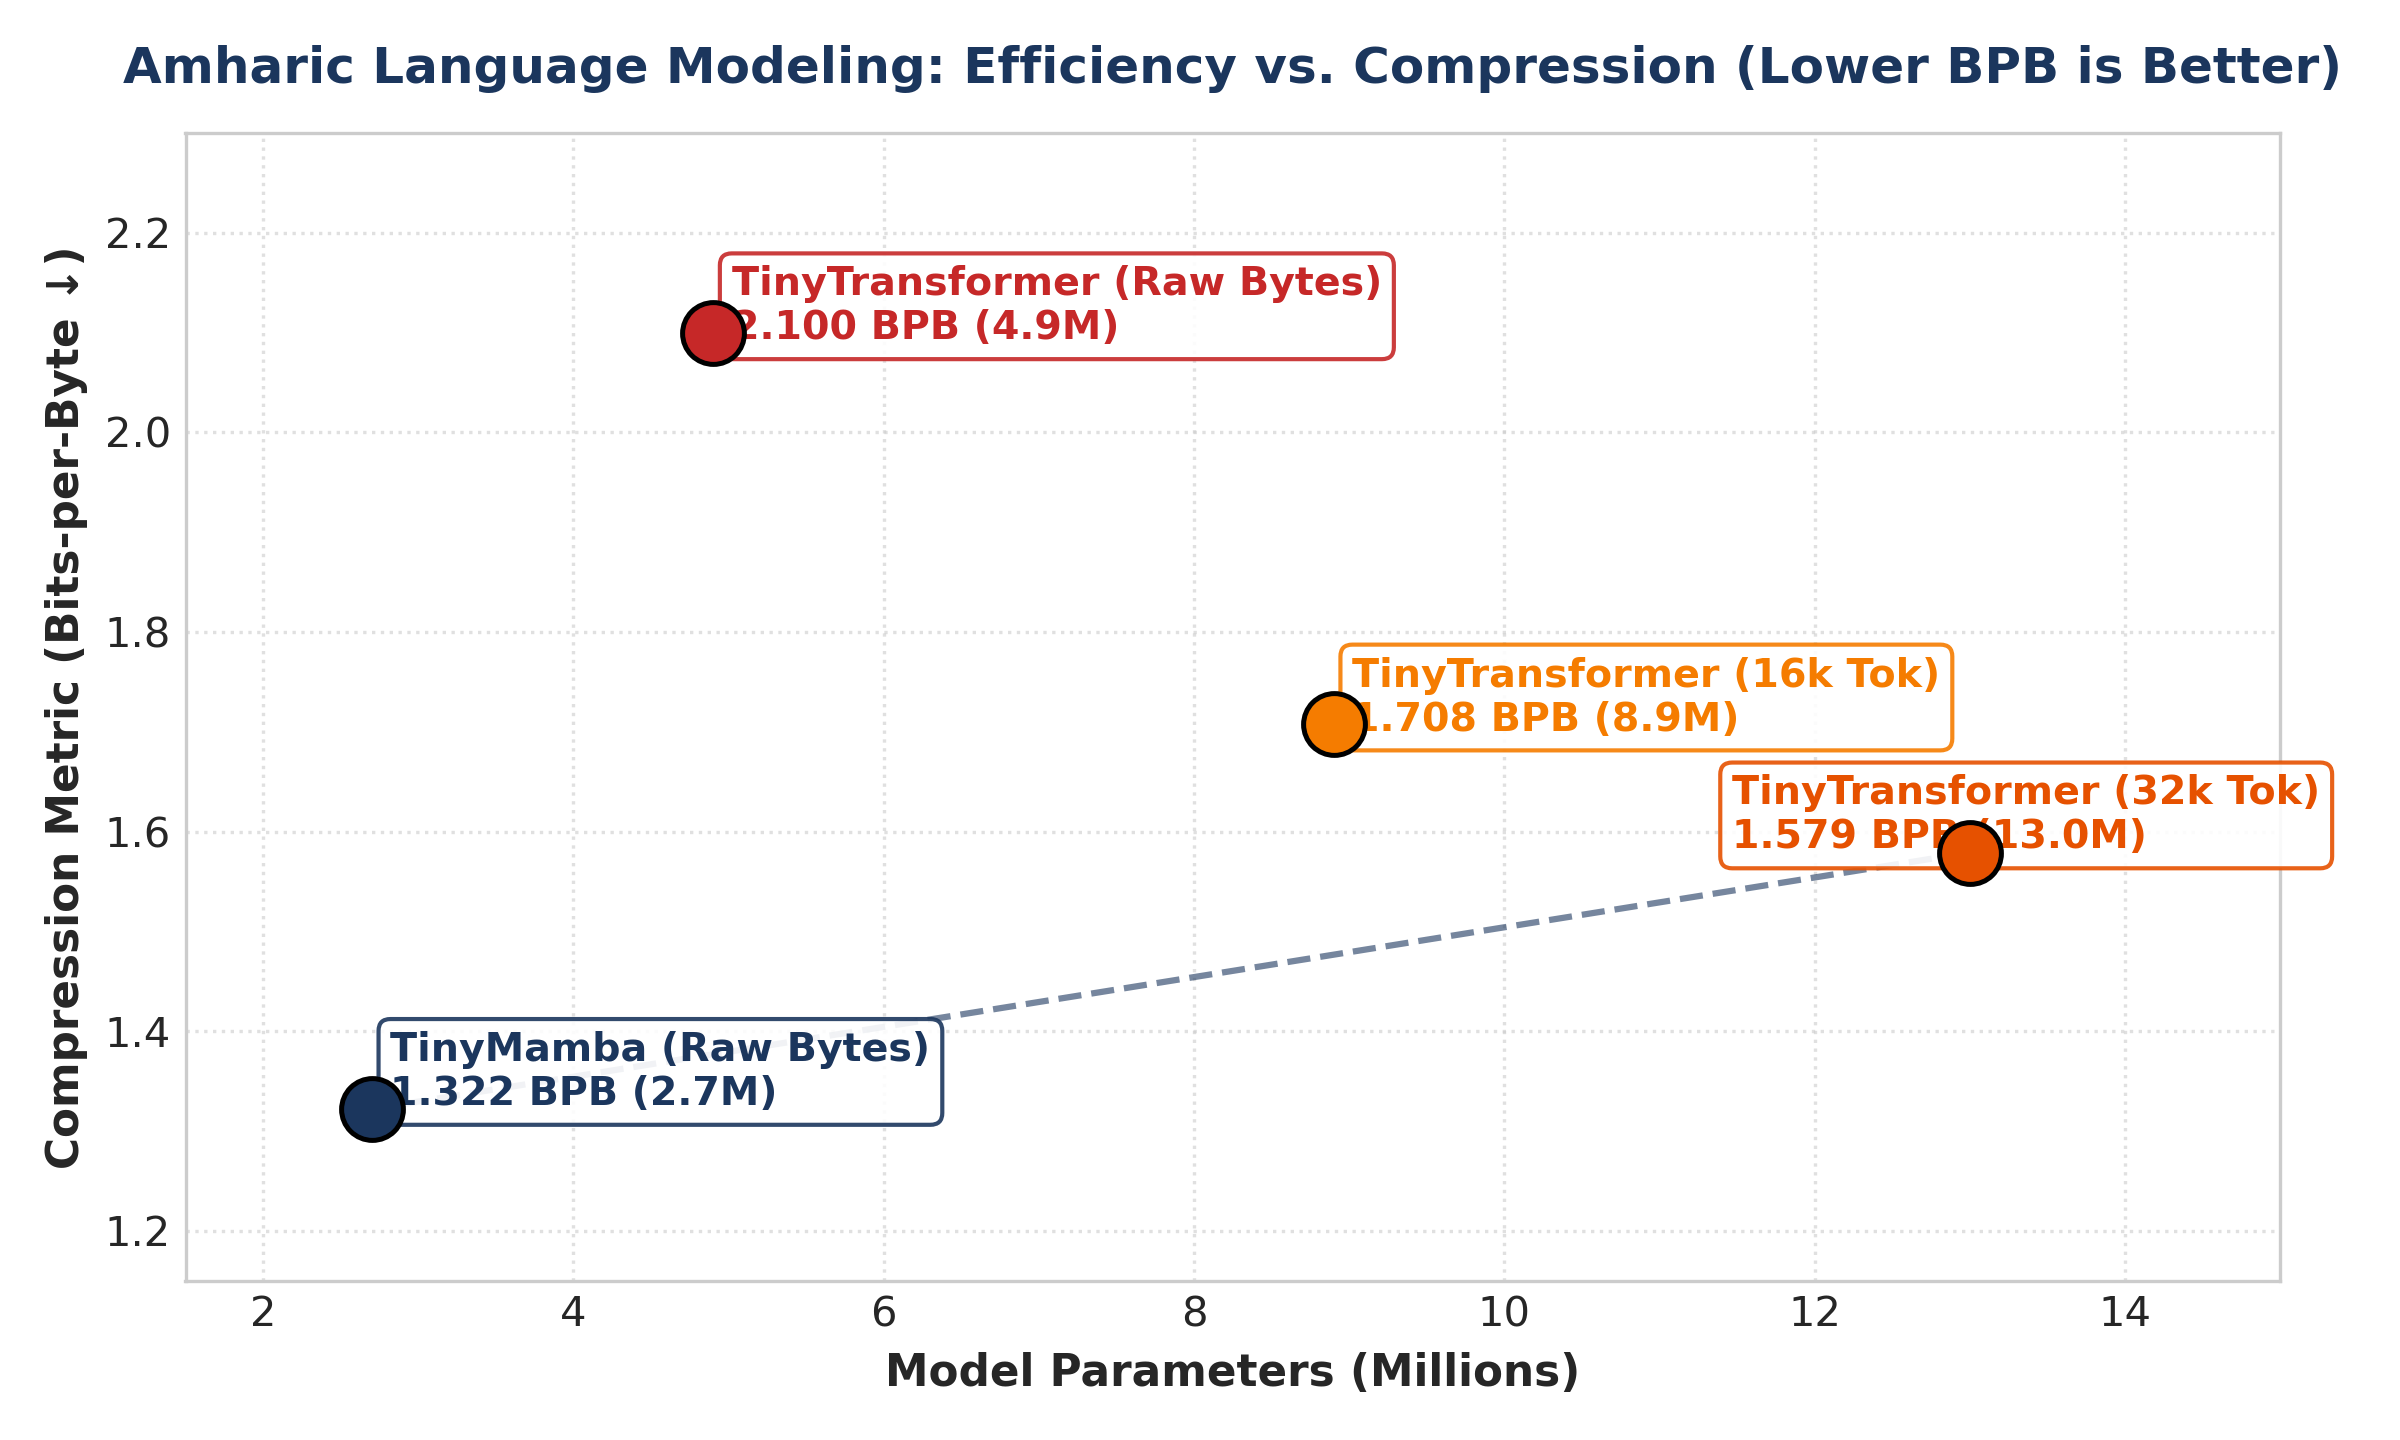 Amharic Language Modeling: Efficiency vs. Compression (Lower BPB is Better)
Compression Metric (Bits-per-Byte ↓)
2.2
2.0
1.8
1.6
1.4
1.2
TinyTransformer (Raw Bytes)
2.100 BPB (4.9M)
TinyTransformer (16k Tok)
1.708 BPB (8.9M)
TinyTransformer (32k Tok)
1.579 BPB (13.0M)
TinyMamba (Raw Bytes)
1.322 BPB (2.7M)
2
4
6
8
10
12
14
Model Parameters (Millions)